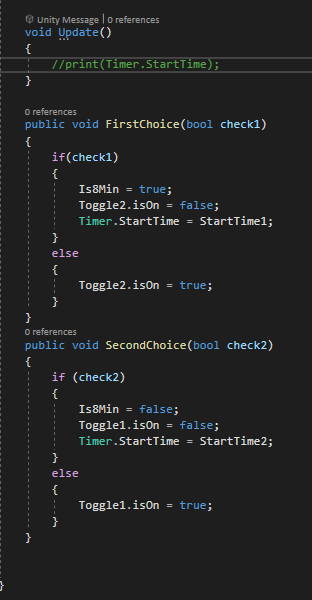 Unity Message | 0 references
void Update()
{
//print(Timer.StartTime);
}
0 references
public void FirstChoice(bool check1)
{
if(check1)
{
Is8Min = true;
Toggle2.isOn = false;
Timer.StartTime = StartTime1;
}
else
{
Toggle2.isOn = true;
}
}
0 references
public void SecondChoice(bool check2)
{
if (check2)
{
Is8Min = false;
Toggle1.isOn = false;
Timer.StartTime = StartTime2;
}
else
{
Toggle1.isOn = true;
}
}
}